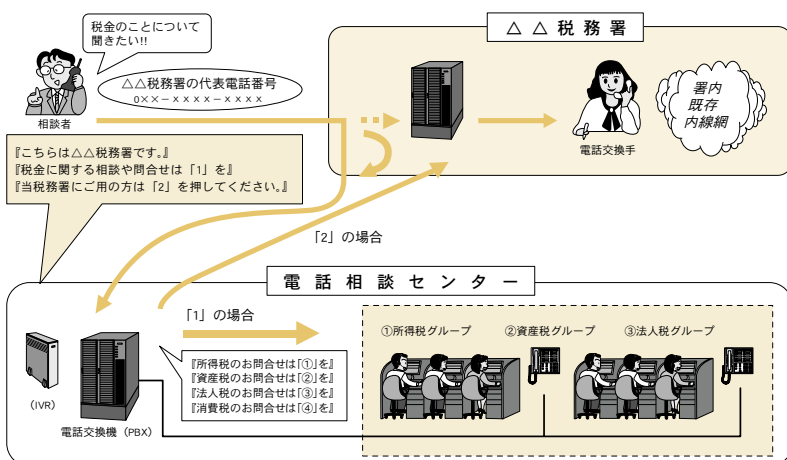 税金のことについて
聞きたい!!
△△税務署の代表電話番号
0××－××××－××××
相談者
△△税務署
電話交換手
署内
既存
内線網
『こちらは△△税務署です。』
『税金に関する相談や問合せは「1」を』
『当税務署にご用の方は「2」を押してください。』
「2」の場合
電話相談センター
「1」の場合
(IVR)
電話交換機(PBX)
『所得税のお問合せは「①」を』
『資産税のお問合せは「②」を』
『法人税のお問合せは「③」を』
『消費税のお問合せは「④」を』
①所得税グループ
②資産税グループ
③法人税グループ